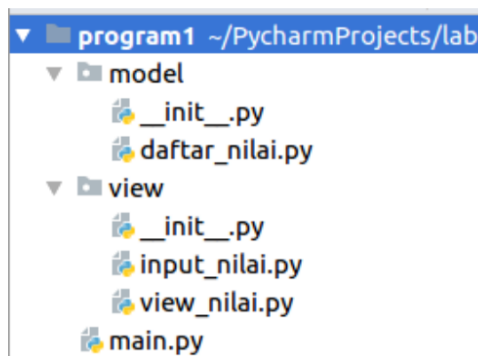 program1 ~/PycharmProjects/lab
model
__init__.py
daftar_nilai.py
view
__init__.py
input_nilai.py
view_nilai.py
main.py